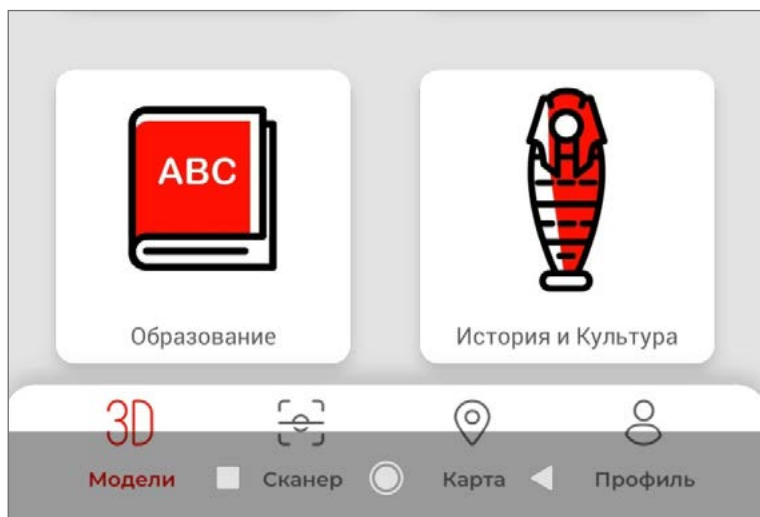 ABC
Образование
История и Культура
3D
Модели
Сканер
Карта
Профиль